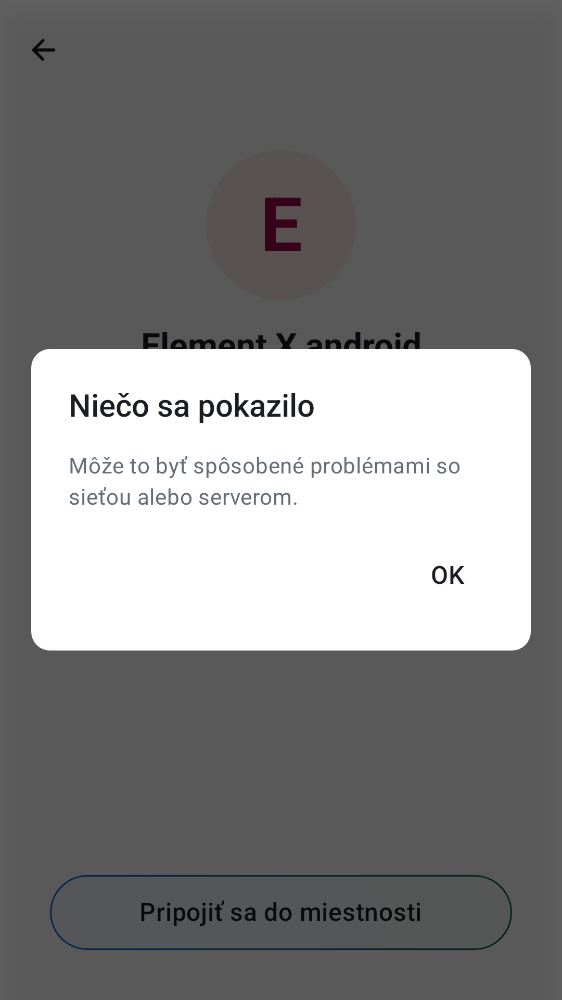 E
Element X android
Niečo sa pokazilo
Môže to byť spôsobené problémami so
sieťou alebo serverom.
OK
Pripojiť sa do miestnosti